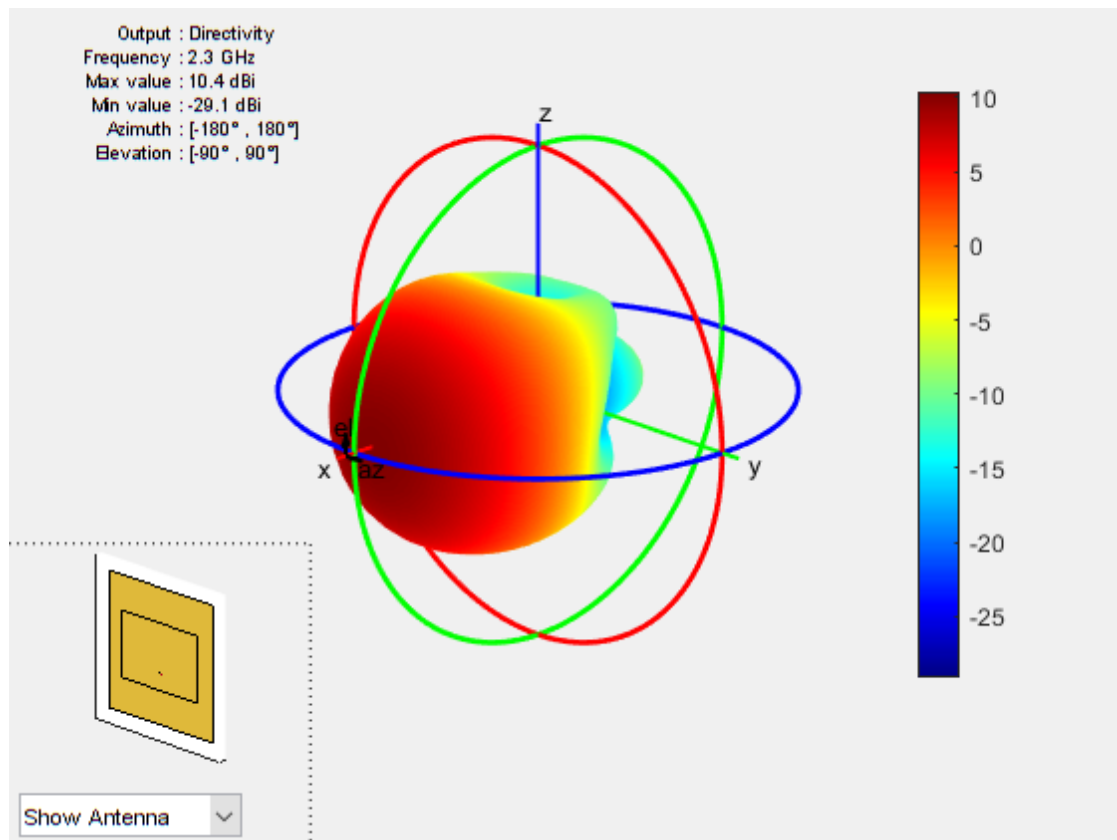 Output : Directivity
Frequency : 2.3 GHz
Max value : 10.4 dBi
Min value : -29.1 dBi
Azimuth : [-180° , 180°]
Elevation : [-90° , 90°]
z
10
5
0
-5
-10
-15
-20
-25
el
x
az
y
Show Antenna